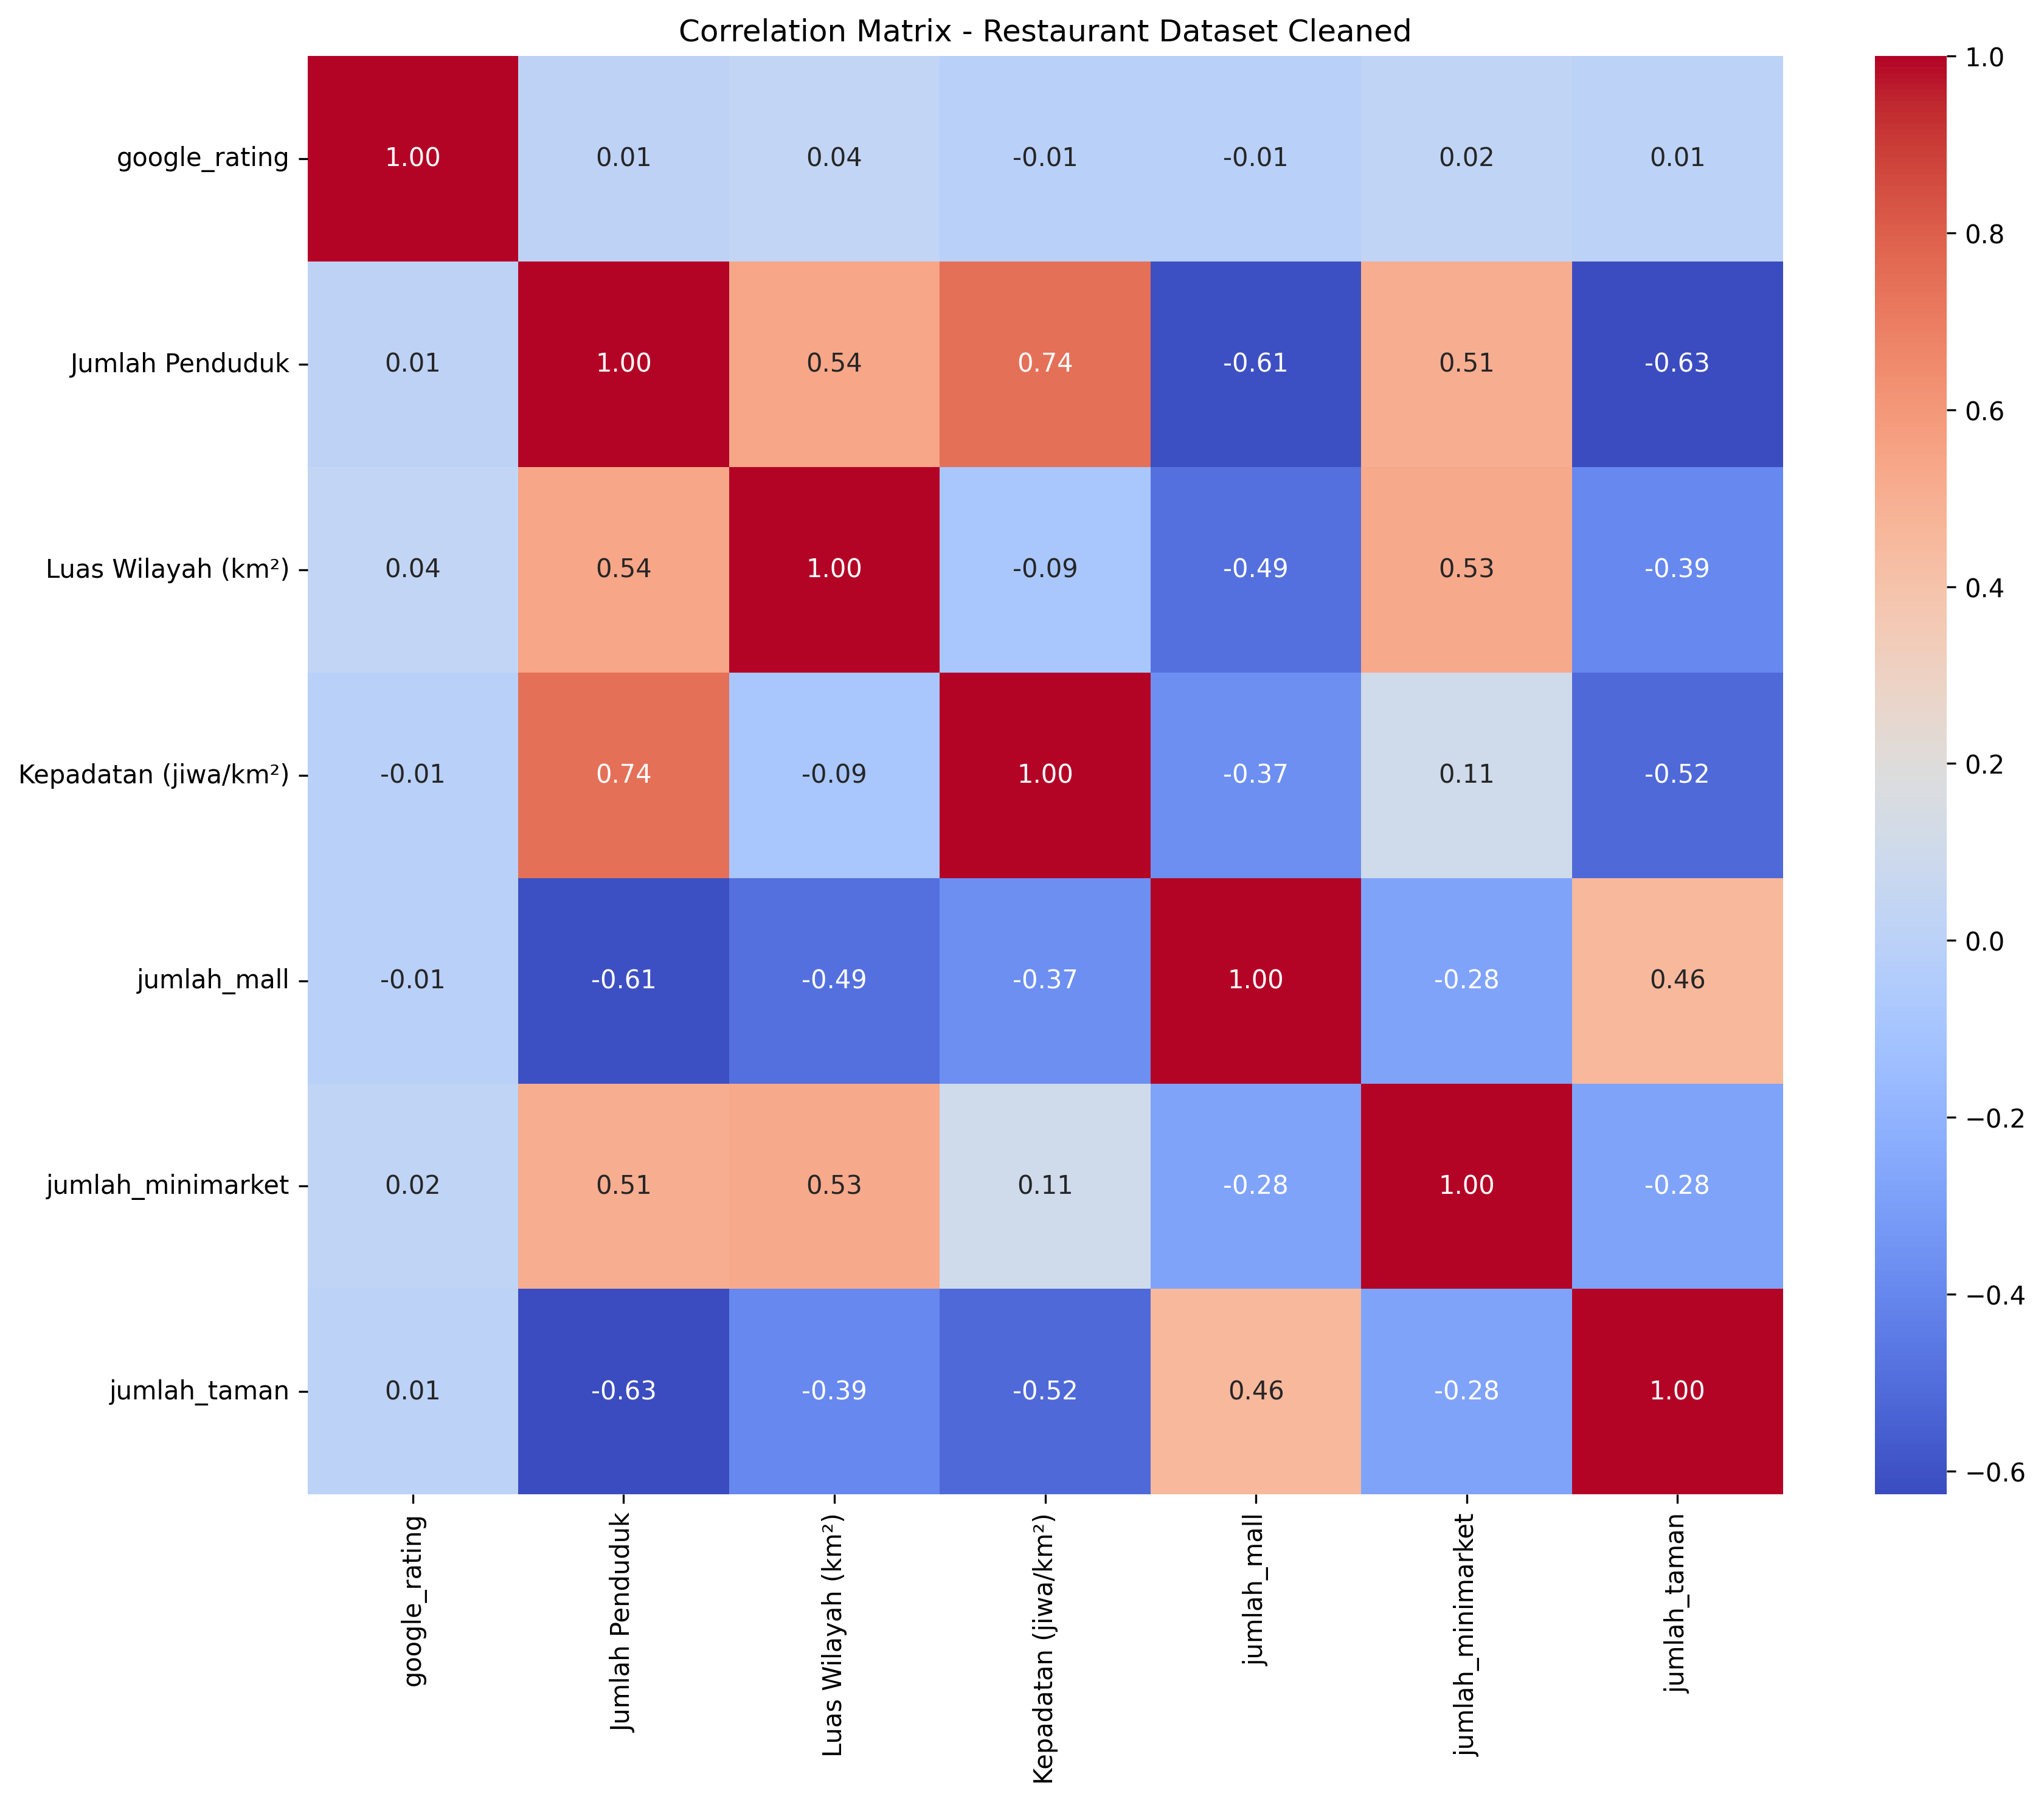 Correlation Matrix - Restaurant Dataset Cleaned
google_rating 1.00 0.01 0.04 -0.01 -0.01 0.02 0.01
Jumlah Penduduk 0.01 1.00 0.54 0.74 -0.61 0.51 -0.63
Luas Wilayah (km²) 0.04 0.54 1.00 -0.09 -0.49 0.53 -0.39
Kepadatan (jiwa/km²) -0.01 0.74 -0.09 1.00 -0.37 0.11 -0.52
jumlah_mall -0.01 -0.61 -0.49 -0.37 1.00 -0.28 0.46
jumlah_minimarket 0.02 0.51 0.53 0.11 -0.28 1.00 -0.28
jumlah_taman 0.01 -0.63 -0.39 -0.52 0.46 -0.28 1.00
google_rating
Jumlah Penduduk
Luas Wilayah (km²)
Kepadatan (jiwa/km²)
jumlah_mall
jumlah_minimarket
jumlah_taman
1.0
0.8
0.6
0.4
0.2
0.0
−0.2
−0.4
−0.6